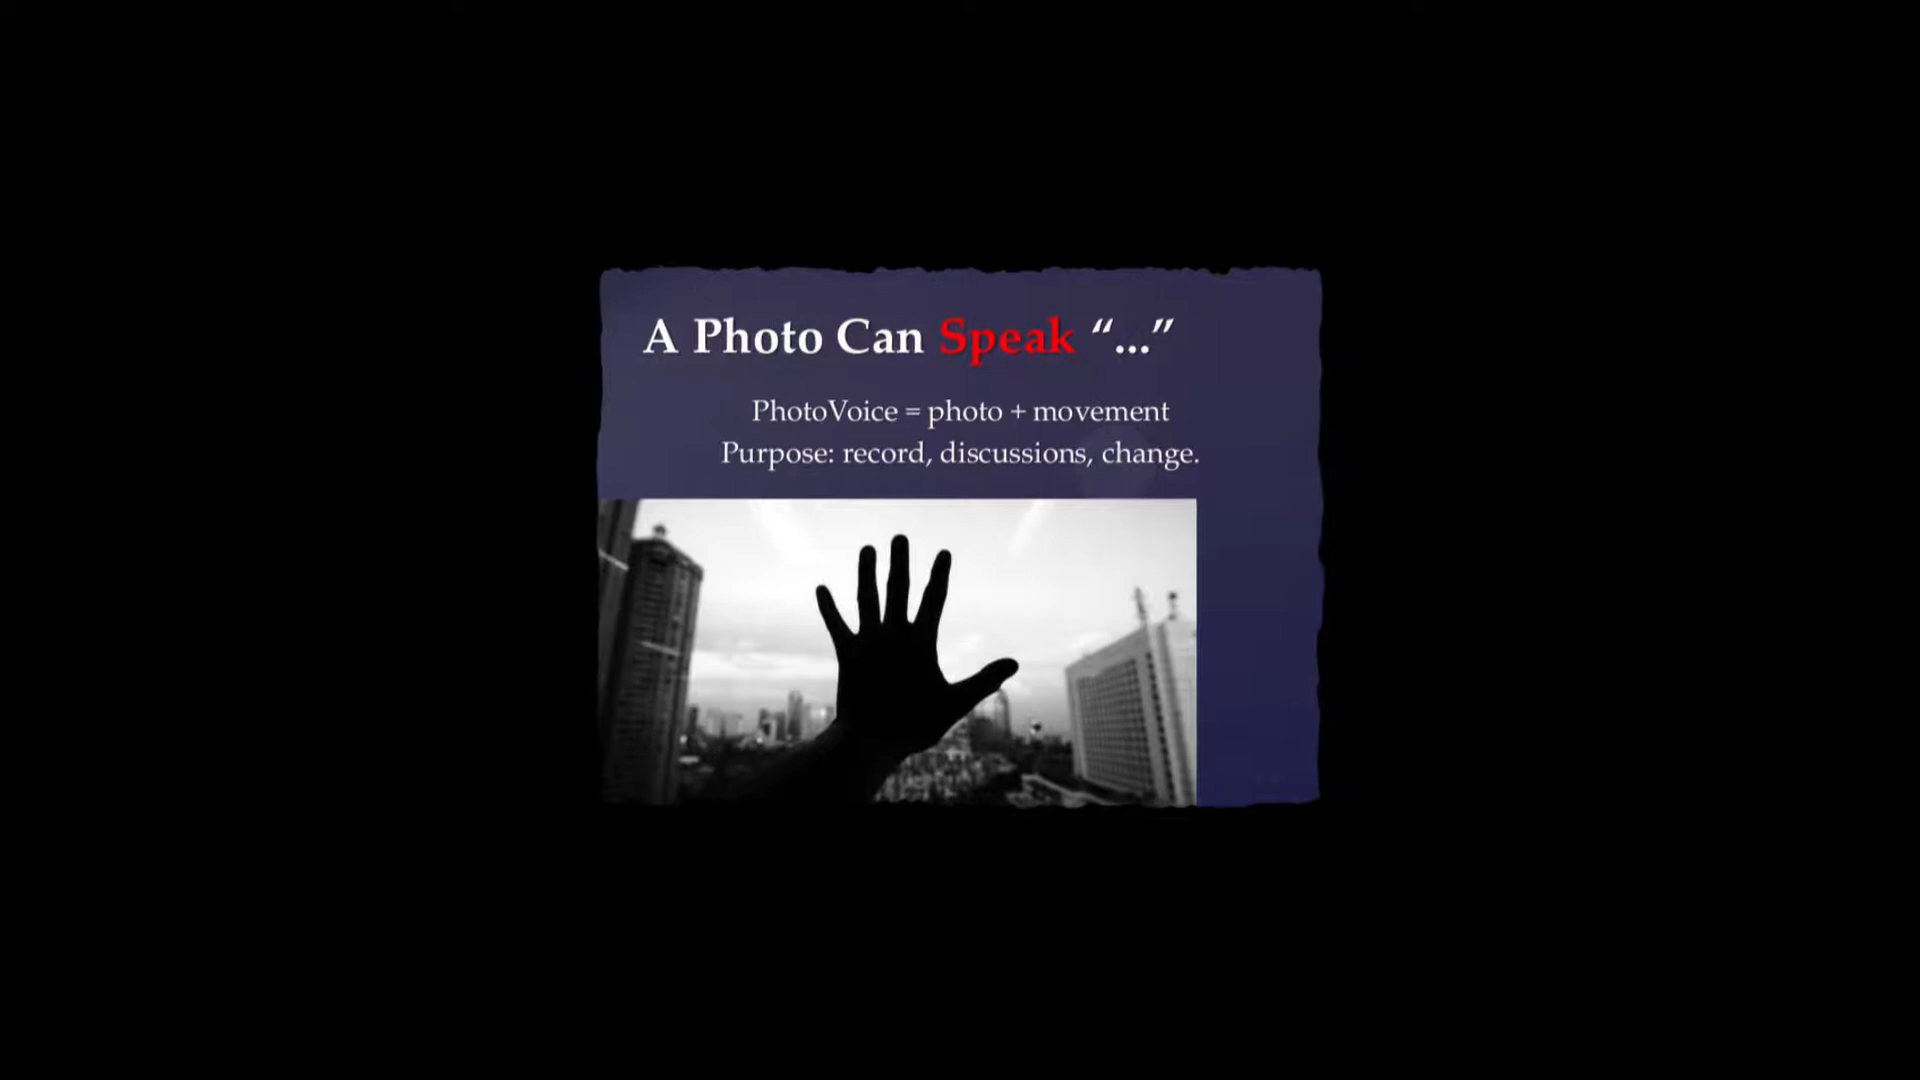 A Photo Can Speak “...”
PhotoVoice = photo + movement
Purpose: record, discussions, change.